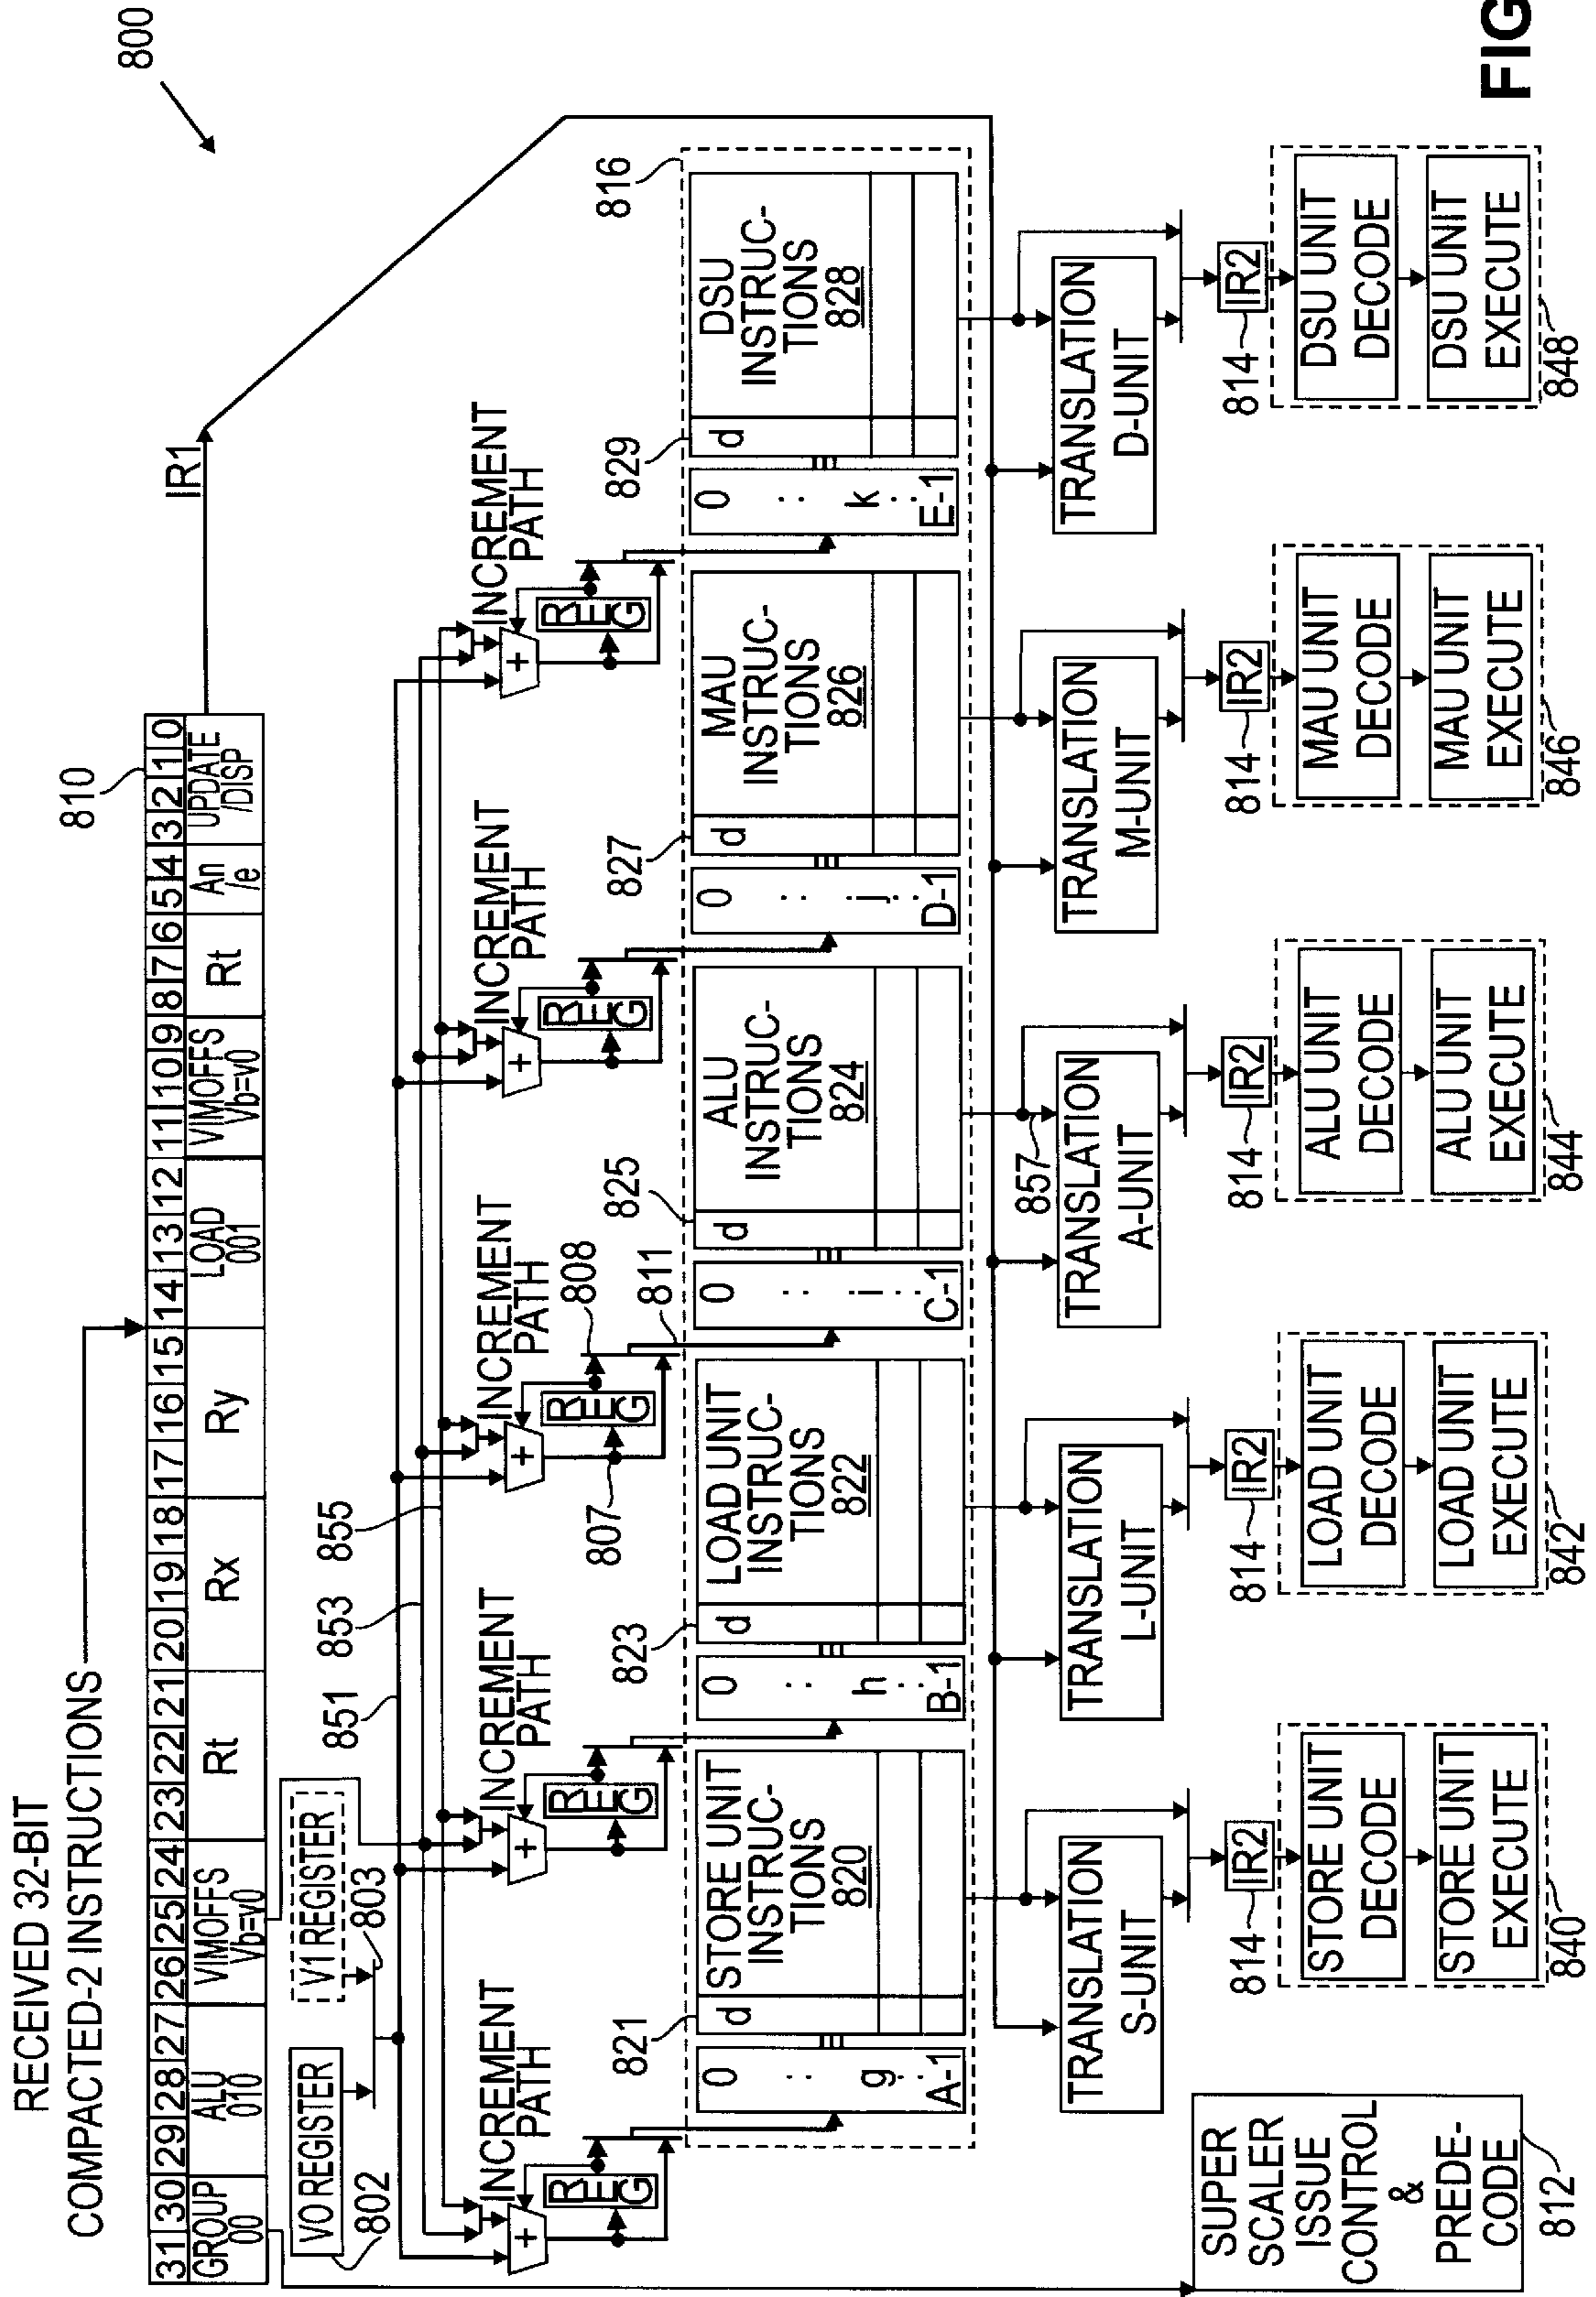 800
RECEIVED 32-BIT
COMPACTED-2 INSTRUCTIONS
810
31 30 29 28 27 26 25 24 23 22 21 20 19 18 17 16 15 14 13 12 11 10 9 8 7 6 5 4 3 2 1 0
GROUP
00
ALU
010
VIMOFFS
Vb=v0
Rt
Rx
Ry
LOAD
001
VIMOFFS
Vb=v0
Rt
An
/e
UPDATE
/DISP
IR1
V0 REGISTER
802
V1 REGISTER
803
851
853
855
INCREMENT
PATH
INCREMENT
PATH
INCREMENT
PATH
INCREMENT
PATH
INCREMENT
PATH
+
REG
+
REG
+
REG
+
REG
+
REG
807
808
811
816
821
0
g
A-1
d
STORE UNIT
INSTRUC-
TIONS
820
823
0
h
B-1
d
LOAD UNIT
INSTRUC-
TIONS
822
825
0
i
C-1
d
ALU
INSTRUC-
TIONS
824
827
0
j
D-1
d
MAU
INSTRUC-
TIONS
826
829
0
k
E-1
d
DSU
INSTRUC-
TIONS
828
TRANSLATION
S-UNIT
TRANSLATION
L-UNIT
857
TRANSLATION
A-UNIT
TRANSLATION
M-UNIT
TRANSLATION
D-UNIT
814
IR2
814
IR2
814
IR2
814
IR2
814
IR2
SUPER
SCALER
ISSUE
CONTROL
&
PREDE-
CODE
812
STORE UNIT
DECODE
STORE UNIT
EXECUTE
840
LOAD UNIT
DECODE
LOAD UNIT
EXECUTE
842
ALU UNIT
DECODE
ALU UNIT
EXECUTE
844
MAU UNIT
DECODE
MAU UNIT
EXECUTE
846
DSU UNIT
DECODE
DSU UNIT
EXECUTE
848
FIG